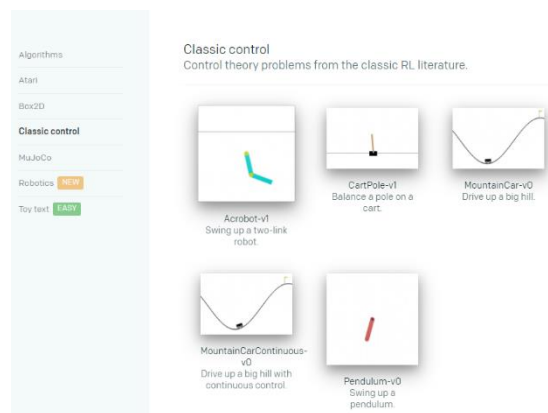 Algorithms
Atari
Box2D
Classic control
MuJoCo
Robotics NEW
Toy text EASY
Classic control
Control theory problems from the classic RL literature.
Acrobot-v1
Swing up a two-link
robot.
CartPole-v1
Balance a pole on a
cart.
MountainCar-v0
Drive up a big hill.
MountainCarContinuous-
v0
Drive up a big hill with
continuous control.
Pendulum-v0
Swing up a
pendulum.